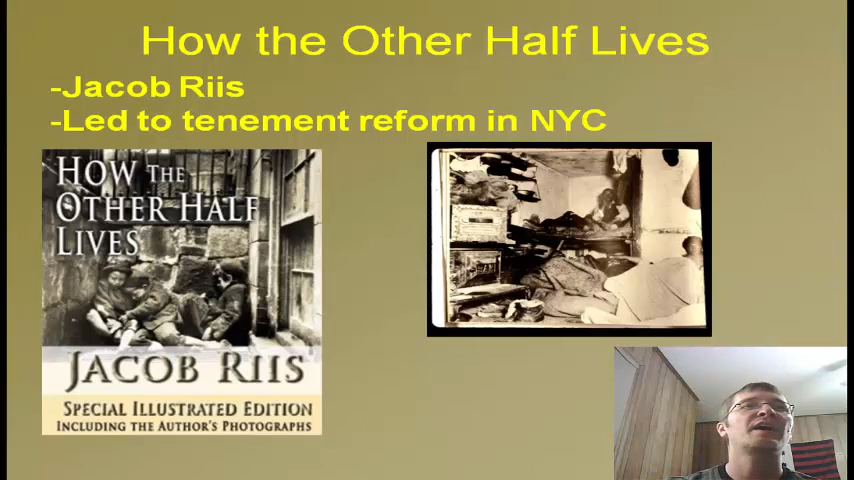 How the Other Half Lives
-Jacob Riis
-Led to tenement reform in NYC
HOW THE
OTHER HALF
LIVES
JACOB RIIS
SPECIAL ILLUSTRATED EDITION
INCLUDING THE AUTHOR'S PHOTOGRAPHS